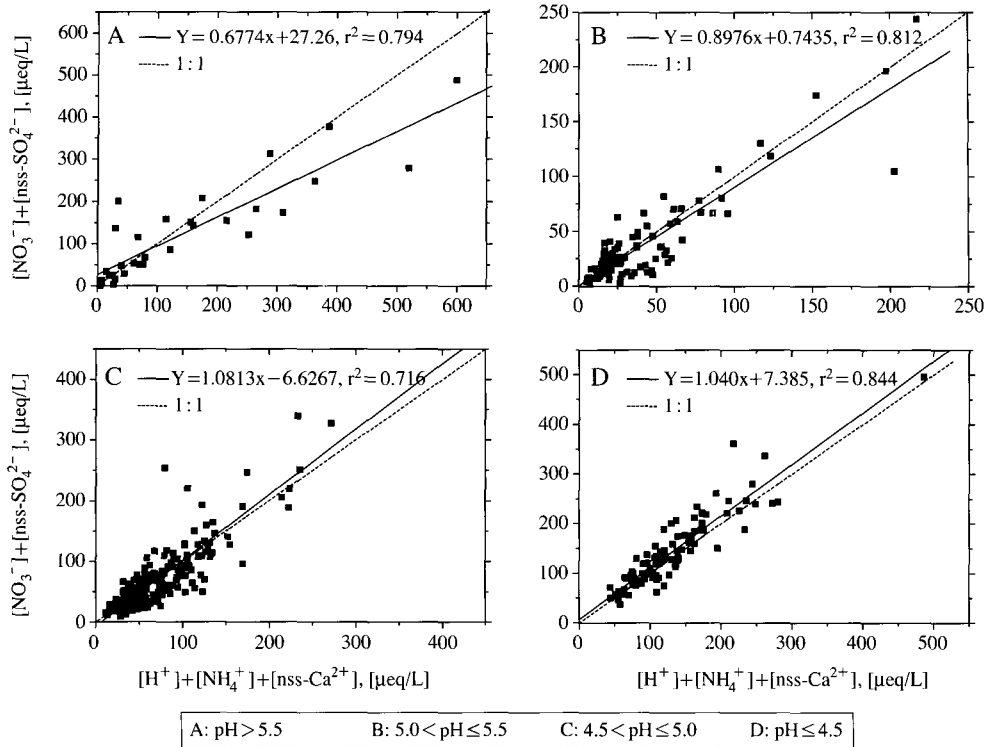 A
Y = 0.6774x+27.26, r² = 0.794
1 : 1
[NO₃⁻]+[nss-SO₄²⁻], [μeq/L]
600
500
400
300
200
100
0
0 100 200 300 400 500 600
B
Y = 0.8976x+0.7435, r² = 0.812
1 : 1
250
200
150
100
50
0
0 50 100 150 200 250
C
Y = 1.0813x−6.6267, r² = 0.716
1 : 1
[NO₃⁻]+[nss-SO₄²⁻], [μeq/L]
400
300
200
100
0
0 100 200 300 400
[H⁺]+[NH₄⁺]+[nss-Ca²⁺], [μeq/L]
D
Y = 1.040x+7.385, r² = 0.844
1 : 1
500
400
300
200
100
0
0 100 200 300 400 500
[H⁺]+[NH₄⁺]+[nss-Ca²⁺], [μeq/L]
A: pH > 5.5 B: 5.0 < pH ≤ 5.5 C: 4.5 < pH ≤ 5.0 D: pH ≤ 4.5